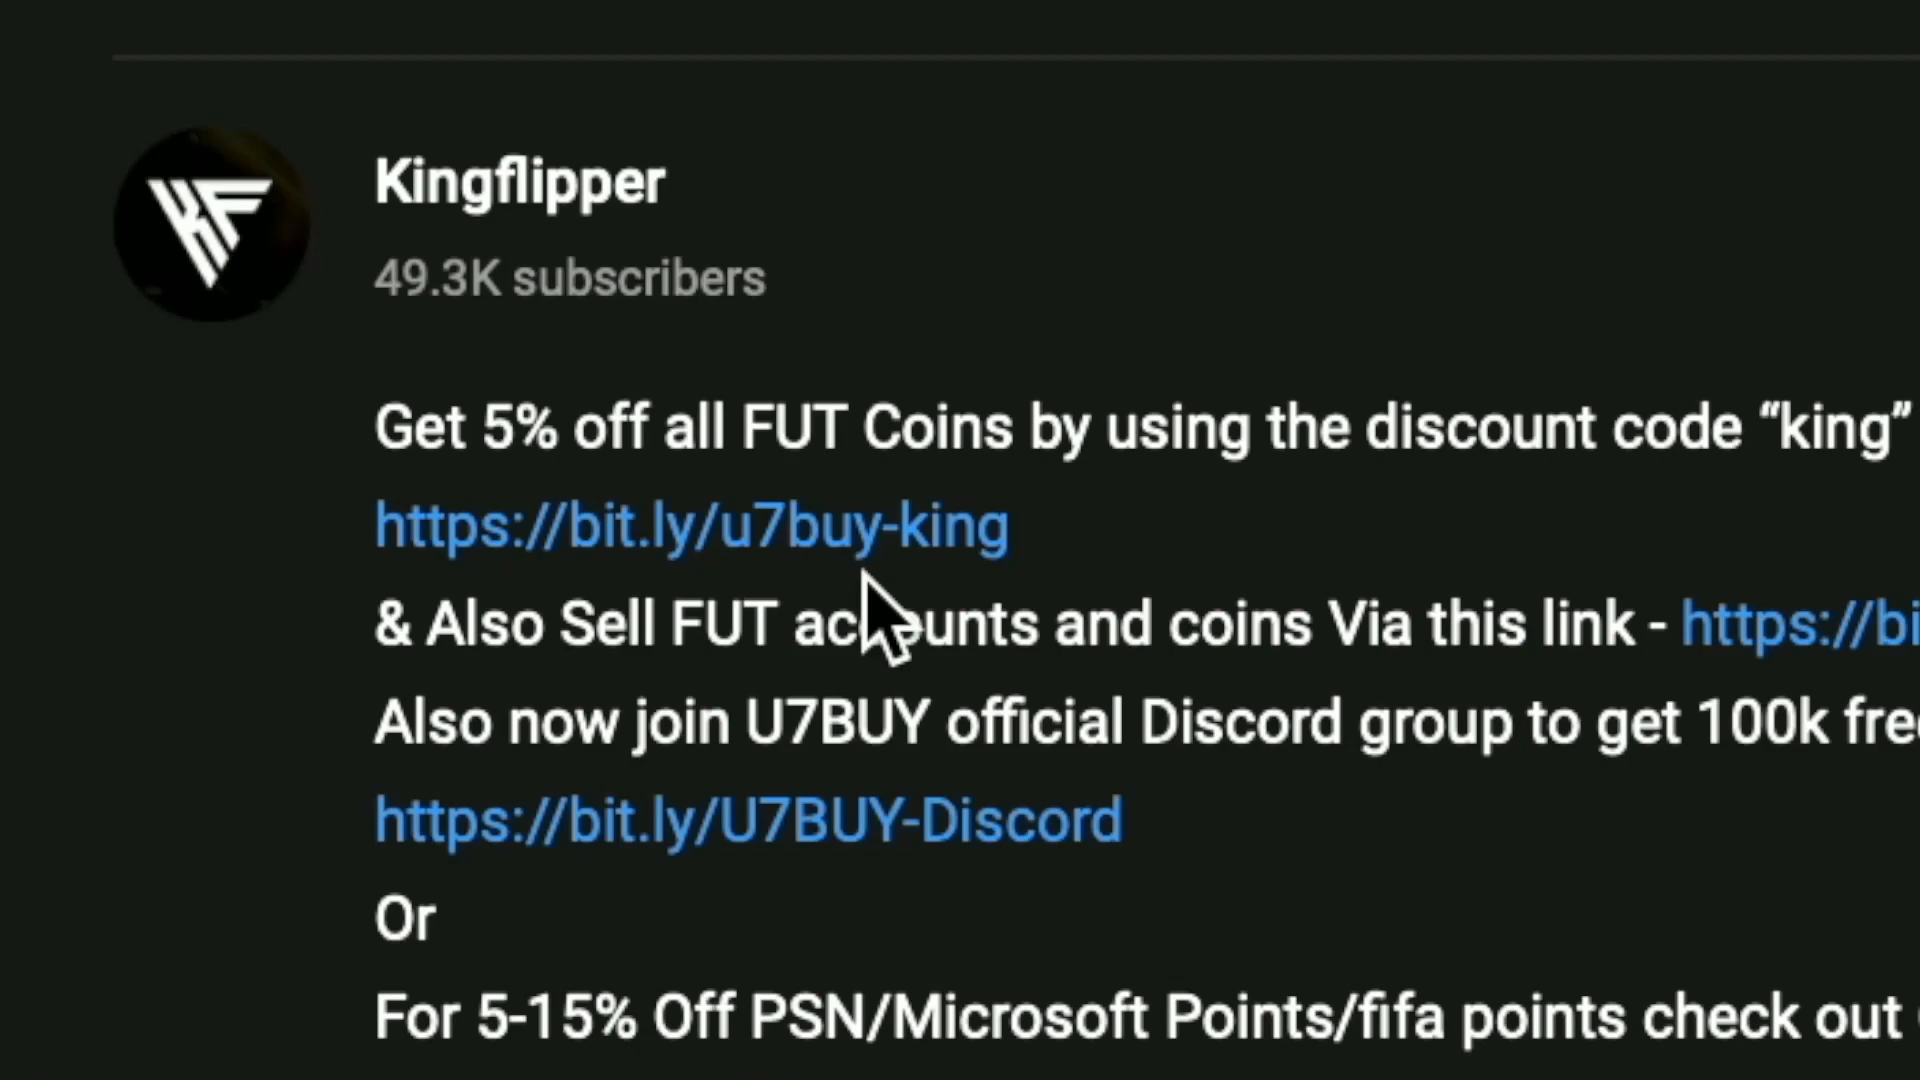 KF
Kingflipper
49.3K subscribers
Get 5% off all FUT Coins by using the discount code “king”
https://bit.ly/u7buy-king
& Also Sell FUT accounts and coins Via this link - https://bi
Also now join U7BUY official Discord group to get 100k free
https://bit.ly/U7BUY-Discord
Or
For 5-15% Off PSN/Microsoft Points/fifa points check out